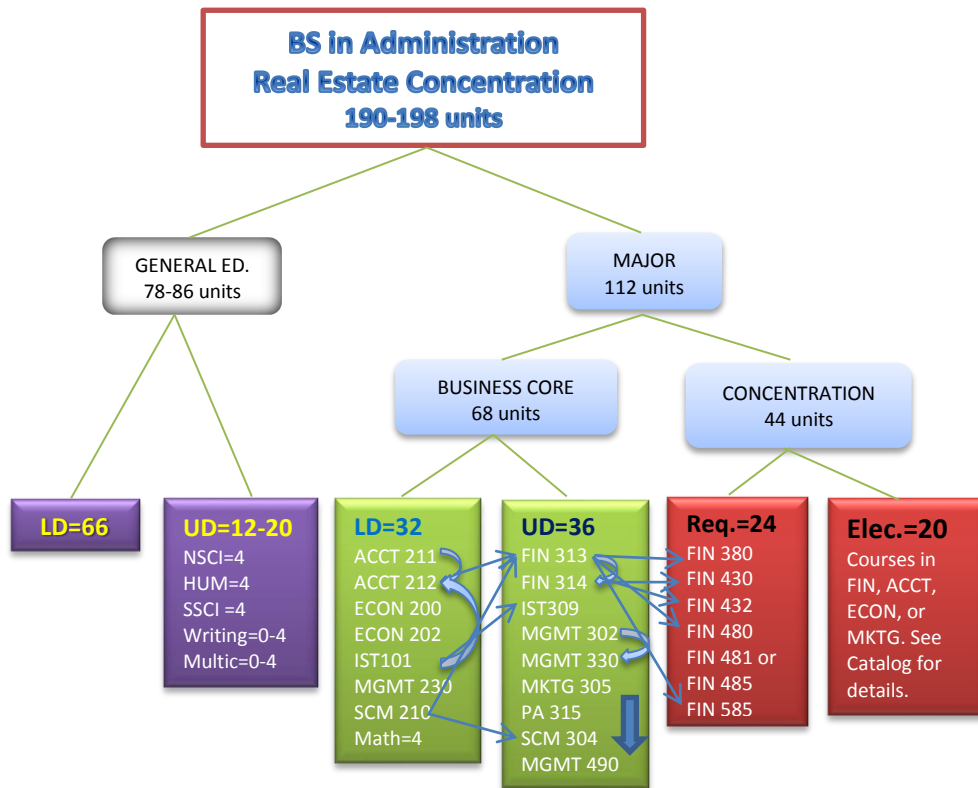 BS in Administration
Real Estate Concentration
190-198 units
GENERAL ED.
78-86 units
MAJOR
112 units
BUSINESS CORE
68 units
CONCENTRATION
44 units
LD=66
UD=12-20
NSCI=4
HUM=4
SSCI =4
Writing=0-4
Multic=0-4
LD=32
ACCT 211
ACCT 212
ECON 200
ECON 202
IST101
MGMT 230
SCM 210
Math=4
UD=36
FIN 313
FIN 314
IST309
MGMT 302
MGMT 330
MKTG 305
PA 315
SCM 304
MGMT 490
Req.=24
FIN 380
FIN 430
FIN 432
FIN 480
FIN 481 or
FIN 485
FIN 585
Elec.=20
Courses in
FIN, ACCT,
ECON, or
MKTG. See
Catalog for
details.